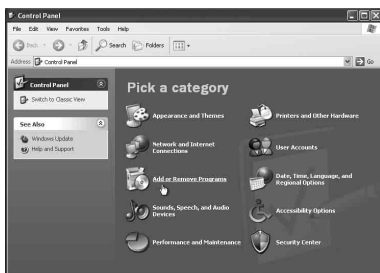 Control Panel
File Edit View Favorites Tools Help
Back Search Folders
Address Control Panel Go
Control Panel
Switch to Classic View
See Also
Windows Update
Help and Support
Pick a category
Appearance and Themes
Printers and Other Hardware
Network and Internet
Connections
User Accounts
Add or Remove Programs
Date, Time, Language, and
Regional Options
Sounds, Speech, and Audio
Devices
Accessibility Options
Performance and Maintenance
Security Center